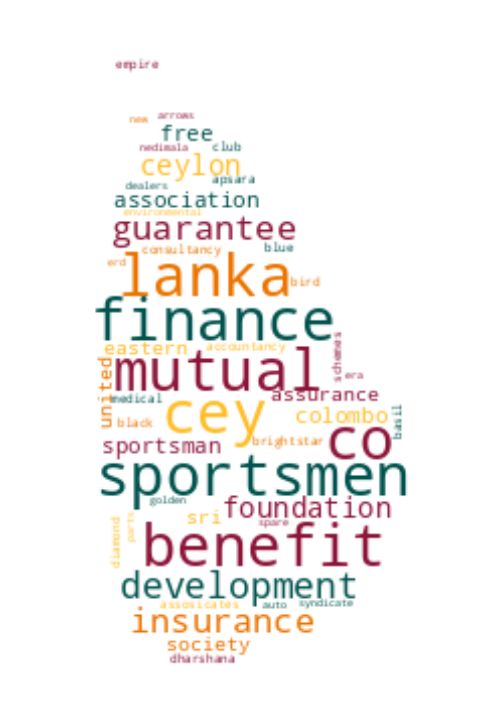 empire
new arrows
free
nedimala club
ceylon
dealers apsara
association
environmental
guarantee
consultancy blue
erd lanka bird
finance
eastern accountancy schemes
united mutual era
medical assurance
cey colombo basil
black
sportsman brightstar co
sportsmen
golden foundation
diamond parts sri spare
benefit
development
assosicates auto syndicate
insurance
society
dharshana